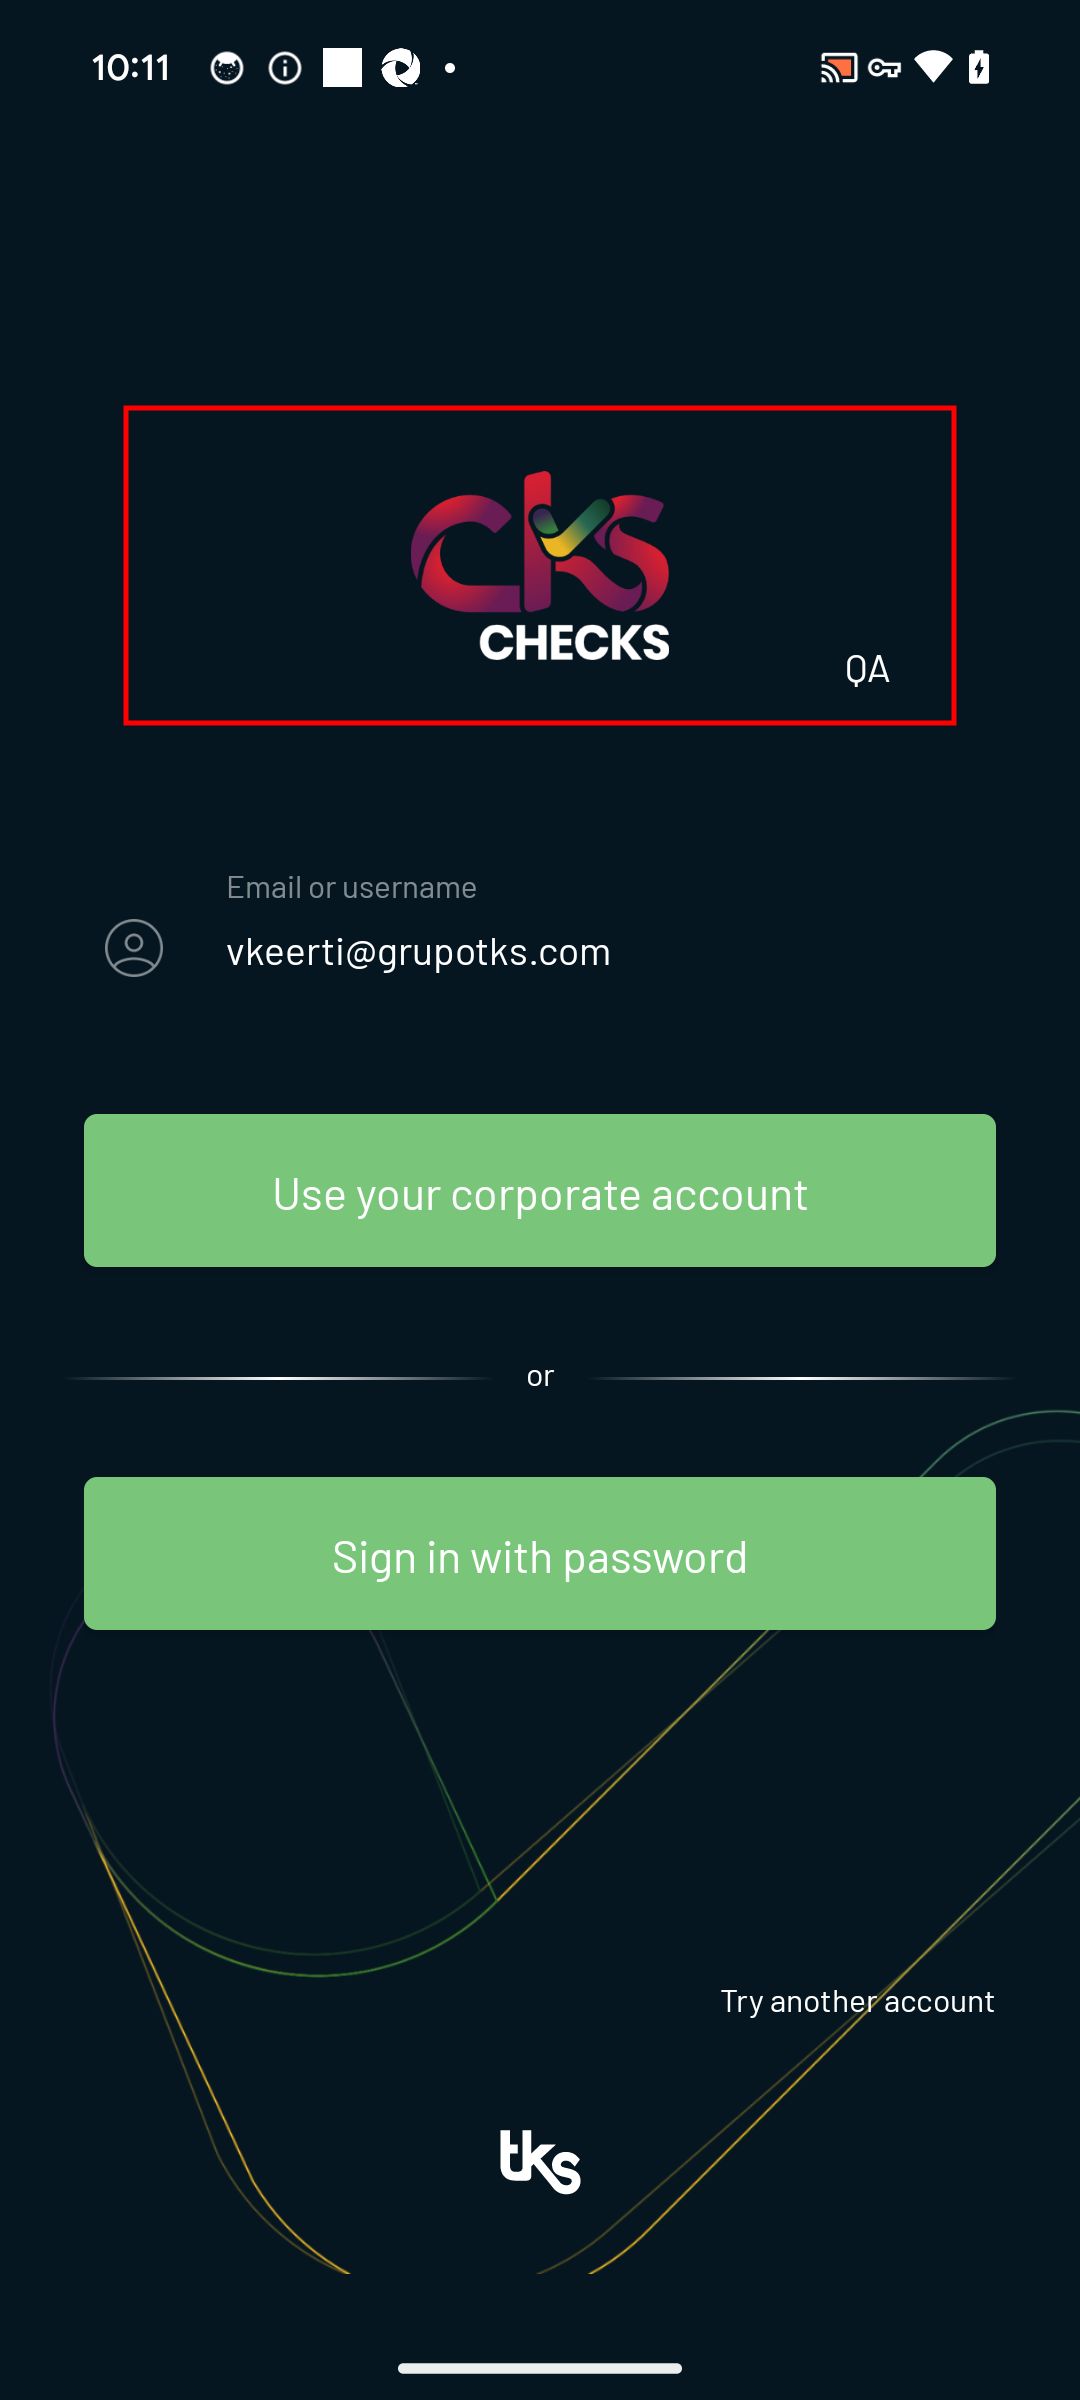 10:11
cks
CHECKS
QA
Email or username
vkeerti@grupotks.com
Use your corporate account
or
Sign in with password
Try another account
tks